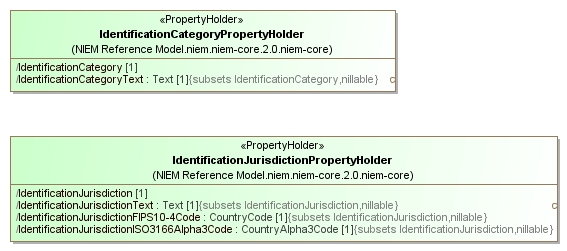 «PropertyHolder»
IdentificationCategoryPropertyHolder
(NIEM Reference Model.niem.niem-core.2.0.niem-core)
/IdentificationCategory [1]
/IdentificationCategoryText : Text [1]{subsets IdentificationCategory,nillable}
«PropertyHolder»
IdentificationJurisdictionPropertyHolder
(NIEM Reference Model.niem.niem-core.2.0.niem-core)
/IdentificationJurisdiction [1]
/IdentificationJurisdictionText : Text [1]{subsets IdentificationJurisdiction,nillable}
/IdentificationJurisdictionFIPS10-4Code : CountryCode [1]{subsets IdentificationJurisdiction,nillable}
/IdentificationJurisdictionISO3166Alpha3Code : CountryAlpha3Code [1]{subsets IdentificationJurisdiction,nillable}